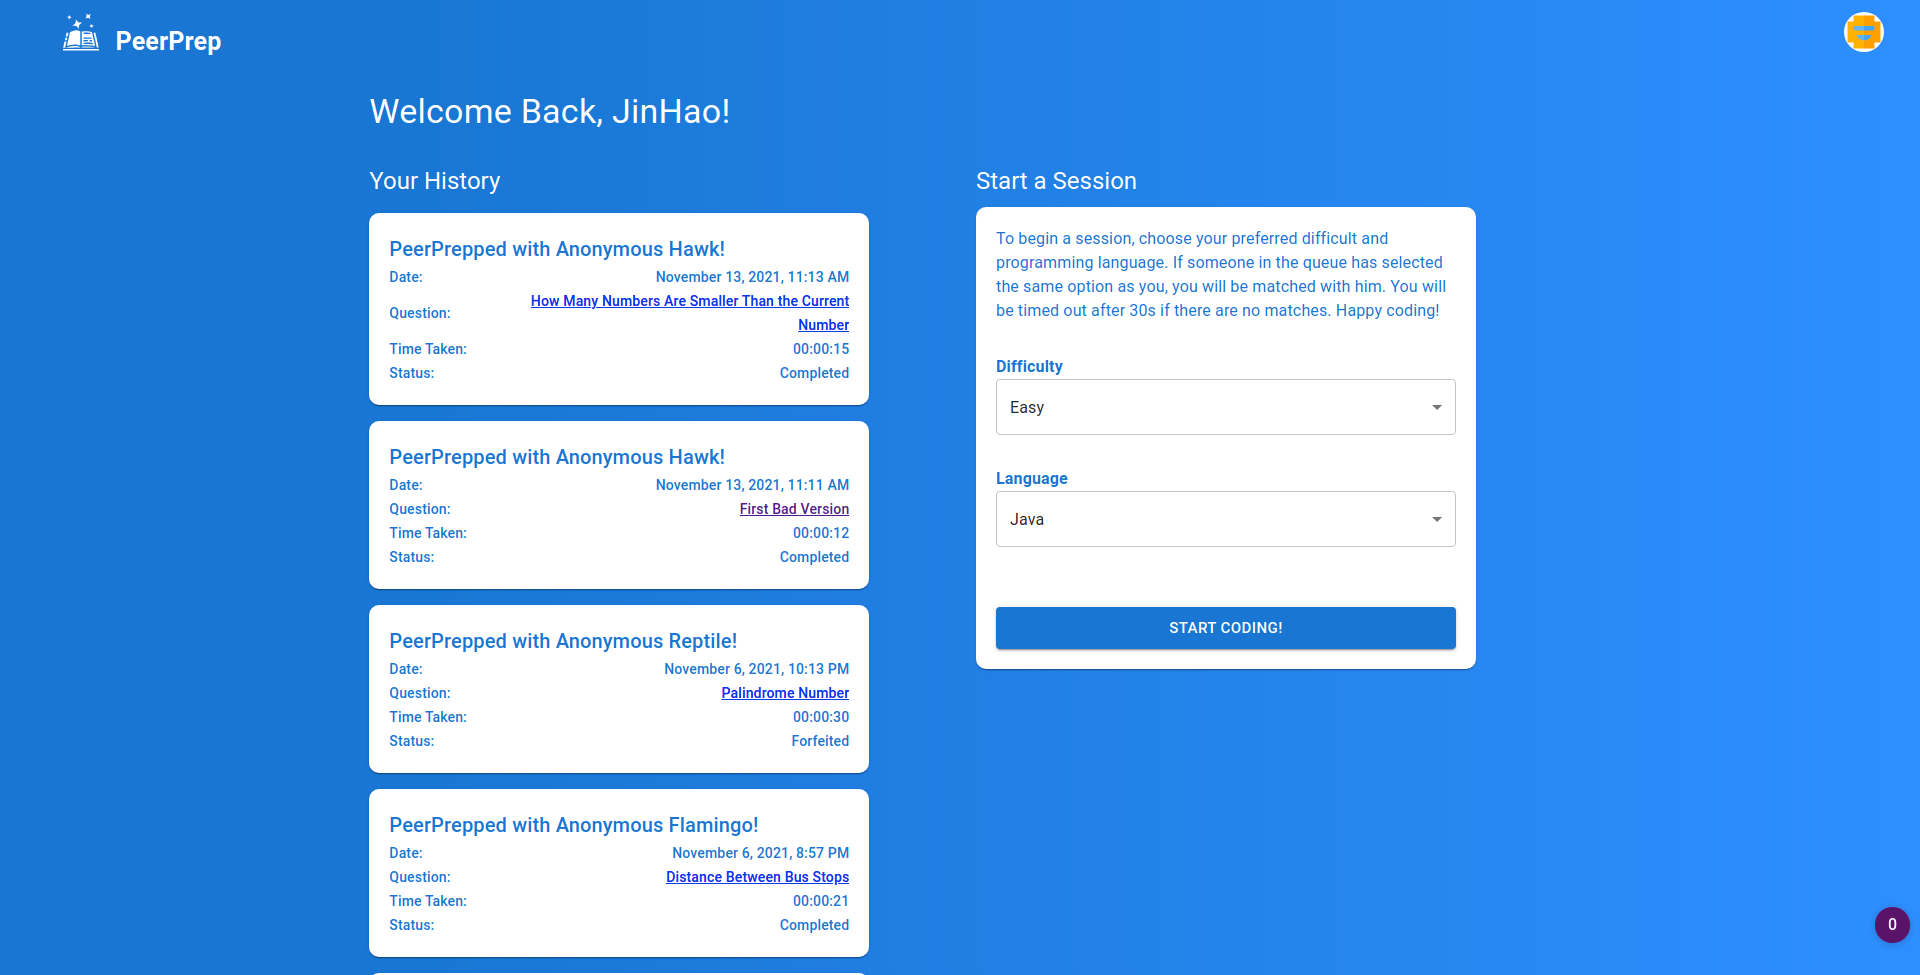 PeerPrep
Welcome Back, JinHao!
Your History
PeerPrepped with Anonymous Hawk!
Date: November 13, 2021, 11:13 AM
Question: How Many Numbers Are Smaller Than the Current
Number
Time Taken: 00:00:15
Status: Completed
PeerPrepped with Anonymous Hawk!
Date: November 13, 2021, 11:11 AM
Question: First Bad Version
Time Taken: 00:00:12
Status: Completed
PeerPrepped with Anonymous Reptile!
Date: November 6, 2021, 10:13 PM
Question: Palindrome Number
Time Taken: 00:00:30
Status: Forfeited
PeerPrepped with Anonymous Flamingo!
Date: November 6, 2021, 8:57 PM
Question: Distance Between Bus Stops
Time Taken: 00:00:21
Status: Completed
Start a Session
To begin a session, choose your preferred difficult and
programming language. If someone in the queue has selected
the same option as you, you will be matched with him. You will
be timed out after 30s if there are no matches. Happy coding!
Difficulty
Easy
Language
Java
START CODING!
0